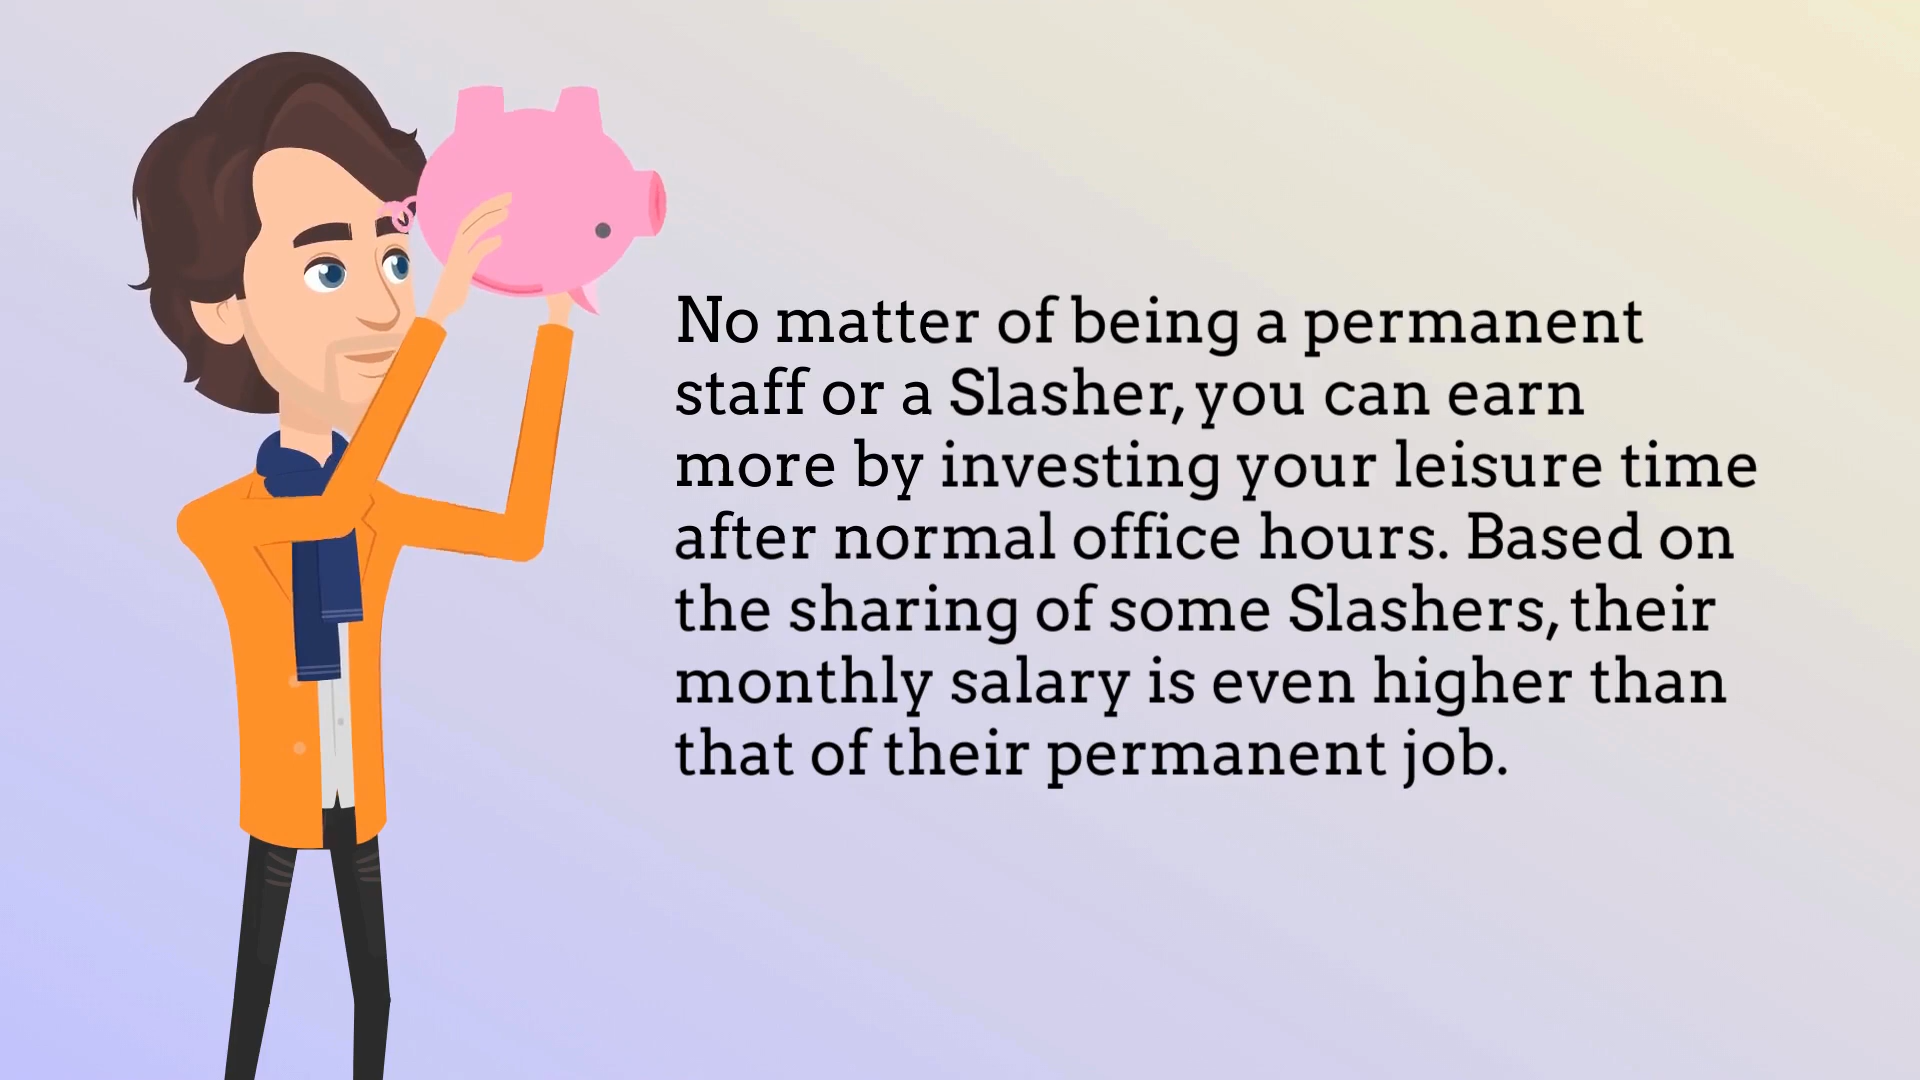 No matter of being a permanent
staff or a Slasher, you can earn
more by investing your leisure time
after normal office hours. Based on
the sharing of some Slashers, their
monthly salary is even higher than
that of their permanent job.